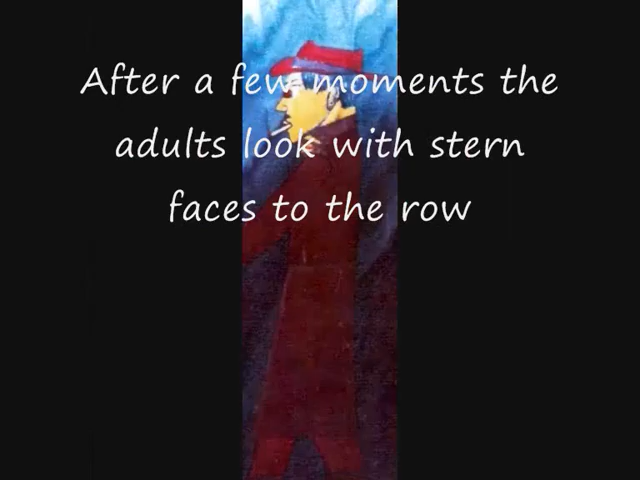 After a few moments the
adults look with stern
faces to the row